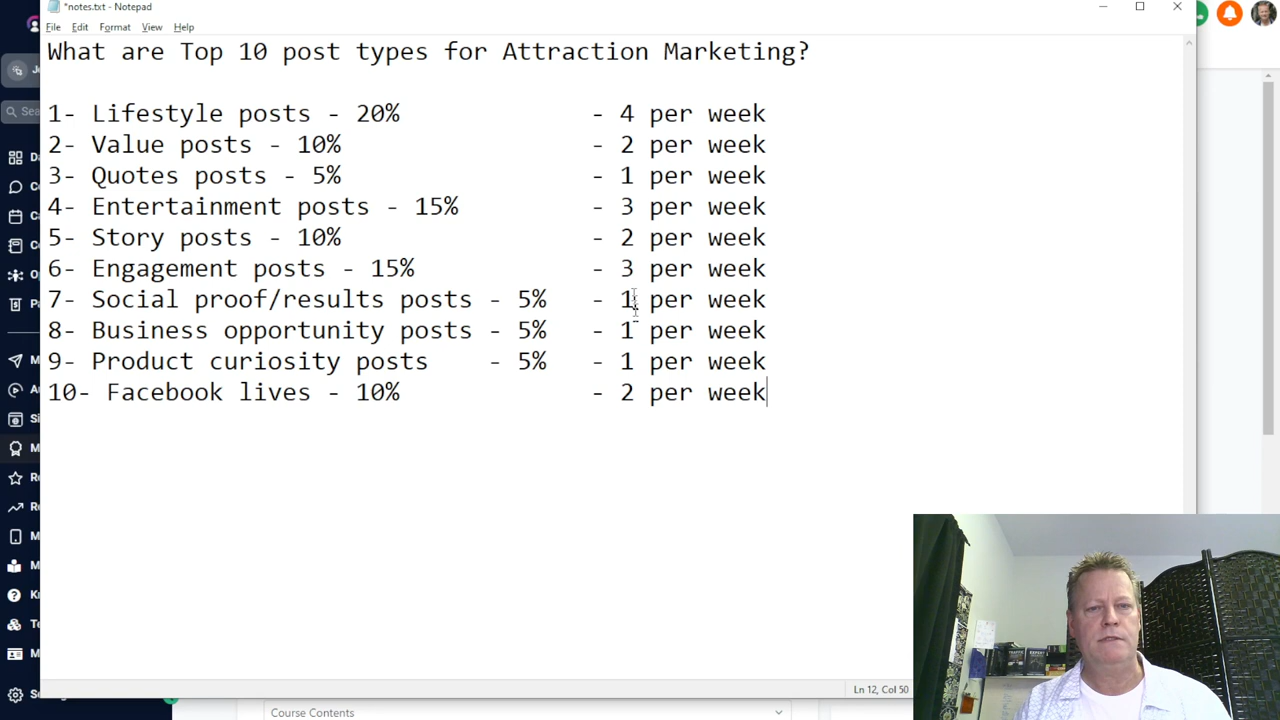 *notes.txt - Notepad
File Edit Format View Help
What are Top 10 post types for Attraction Marketing?
1- Lifestyle posts - 20% - 4 per week
2- Value posts - 10% - 2 per week
3- Quotes posts - 5% - 1 per week
4- Entertainment posts - 15% - 3 per week
5- Story posts - 10% - 2 per week
6- Engagement posts - 15% - 3 per week
7- Social proof/results posts - 5% - 1 per week
8- Business opportunity posts - 5% - 1 per week
9- Product curiosity posts - 5% - 1 per week
10- Facebook lives - 10% - 2 per week
Ln 12, Col 50
Course Contents